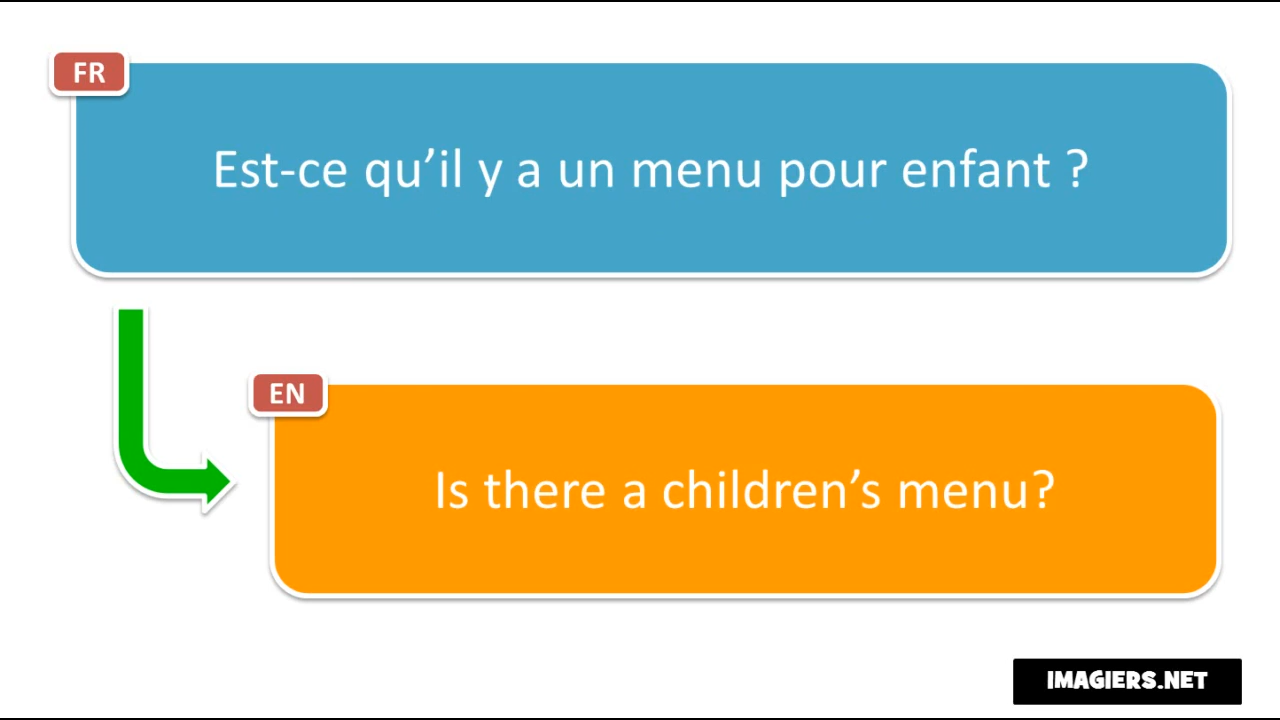 FR
Est-ce qu’il y a un menu pour enfant ?
EN
Is there a children’s menu?
IMAGIERS.NET